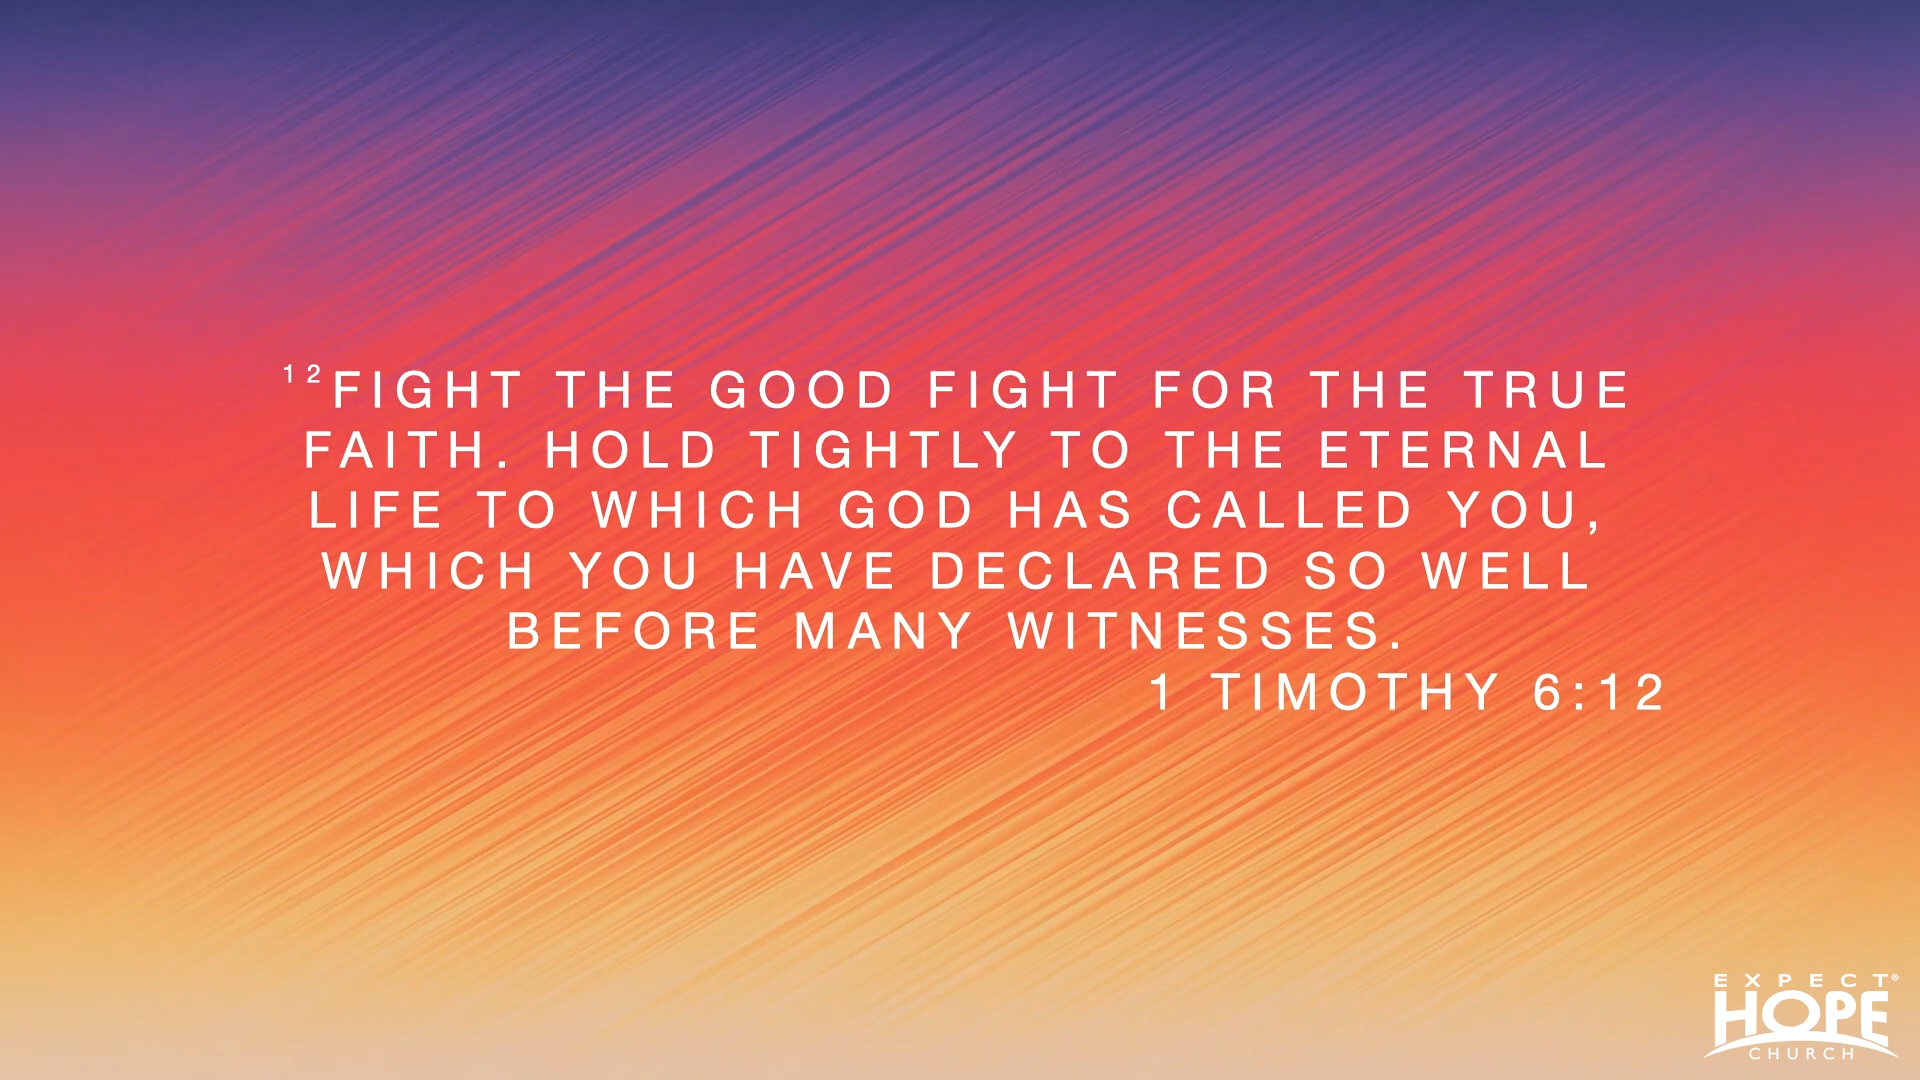 12FIGHT THE GOOD FIGHT FOR THE TRUE
FAITH. HOLD TIGHTLY TO THE ETERNAL
LIFE TO WHICH GOD HAS CALLED YOU,
WHICH YOU HAVE DECLARED SO WELL
BEFORE MANY WITNESSES.
1 TIMOTHY 6:12
EXPECT®
HOPE
CHURCH